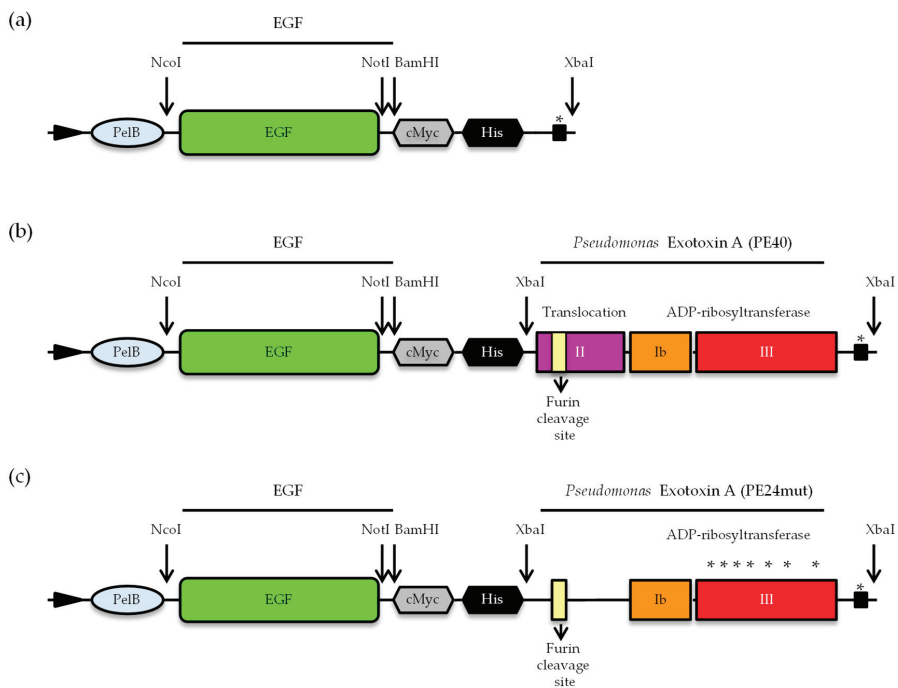 (a)
EGF
NcoI NotI BamHI XbaI
PelB EGF cMyc His *
(b)
EGF Pseudomonas Exotoxin A (PE40)
NcoI NotI BamHI XbaI XbaI
Translocation ADP-ribosyltransferase
PelB EGF cMyc His II Ib III *
Furin
cleavage
site
(c)
EGF Pseudomonas Exotoxin A (PE24mut)
NcoI NotI BamHI XbaI ADP-ribosyltransferase XbaI
* * * * * * *
PelB EGF cMyc His Ib III *
Furin
cleavage
site